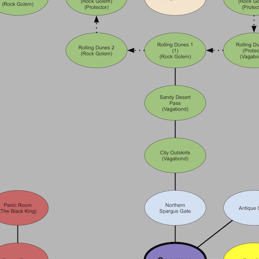 (Rock Golem)
(Rock Golem)
(Protector)
(Rock
(Protec
Rolling Dunes 2
(Rock Golem)
Rolling Dunes 1
(1)
(Rock Golem)
Rolling Du
(Prote
(Vagabo
Sandy Desert
Pass
(Vagabond)
City Outskirts
(Vagabond)
Panic Room
The Black King)
Northern
Spargus Gate
Antique